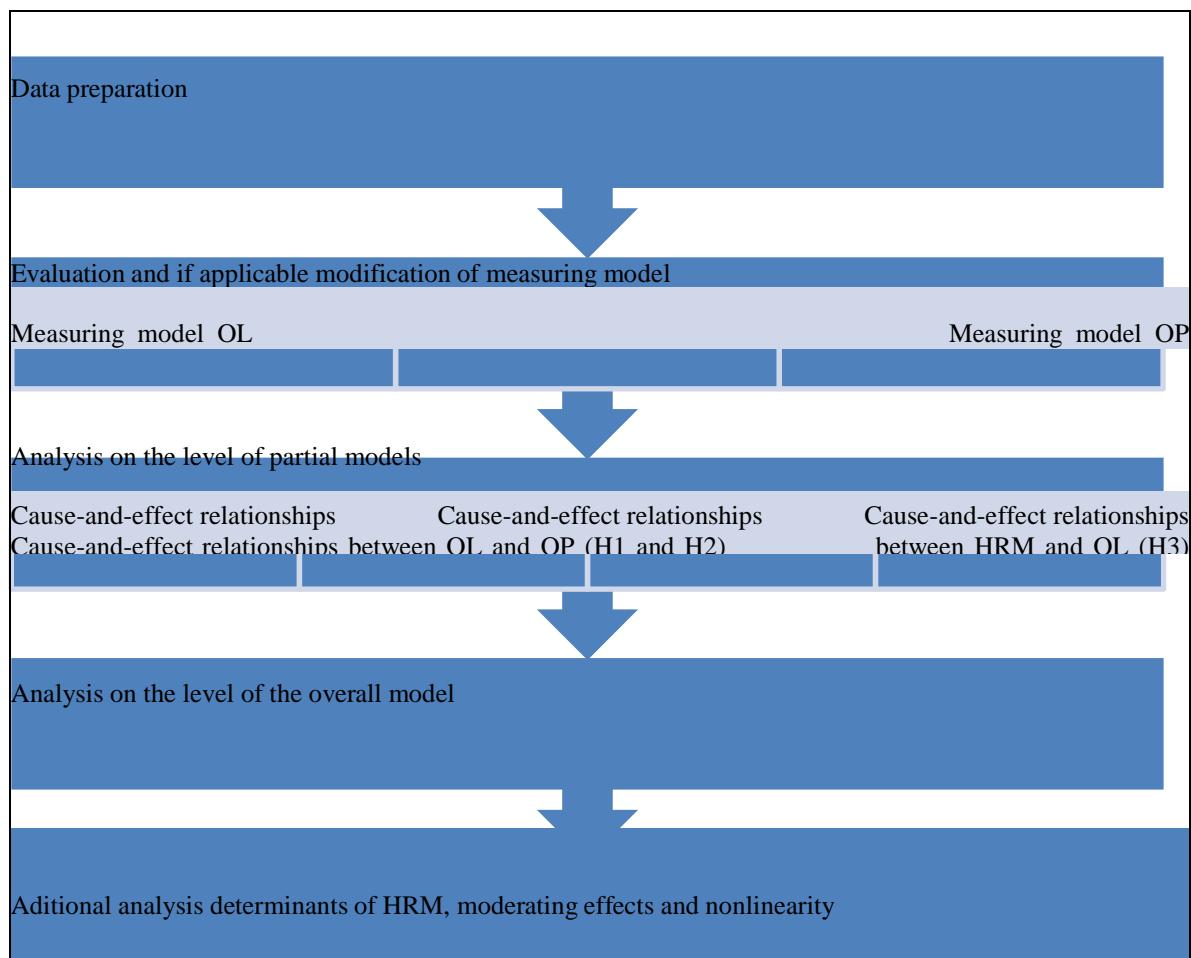 Data preparation
Evaluation and if applicable modification of measuring model
Measuring model OL Measuring model OP
Analysis on the level of partial models
Cause-and-effect relationships Cause-and-effect relationships Cause-and-effect relationships
Cause-and-effect relationships between OL and OP (H1 and H2) between HRM and OL (H3)
Analysis on the level of the overall model
Aditional analysis determinants of HRM, moderating effects and nonlinearity